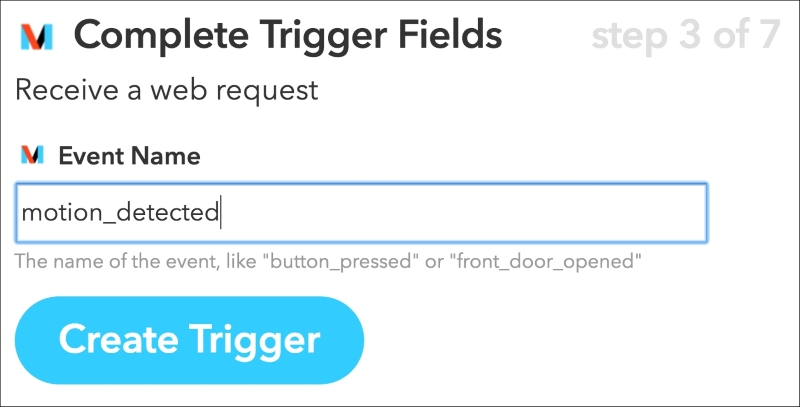 Complete Trigger Fields step 3 of 7
Receive a web request
Event Name
motion_detected
The name of the event, like "button_pressed" or "front_door_opened"
Create Trigger